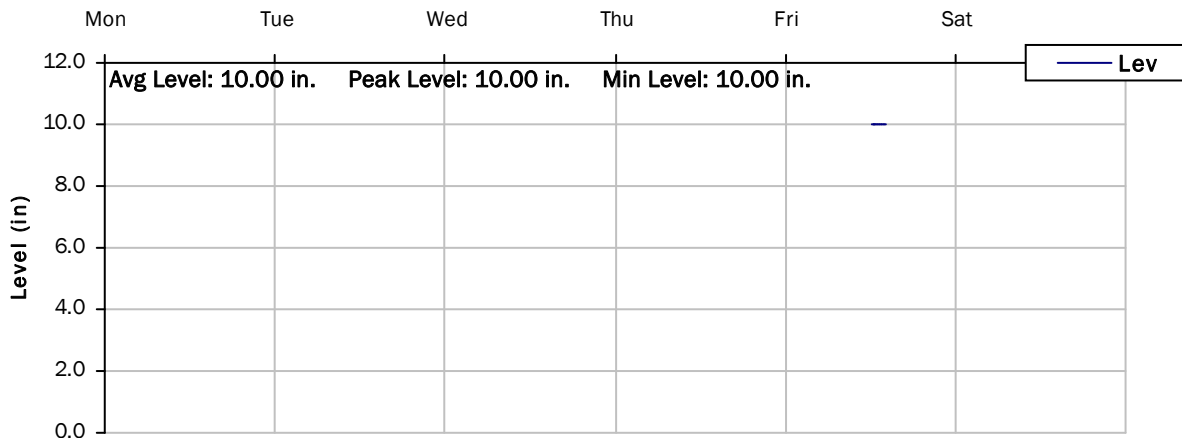 Mon Tue Wed Thu Fri Sat
12.0
Avg Level: 10.00 in. Peak Level: 10.00 in. Min Level: 10.00 in.
Lev
10.0
8.0
6.0
4.0
2.0
0.0
Level (in)